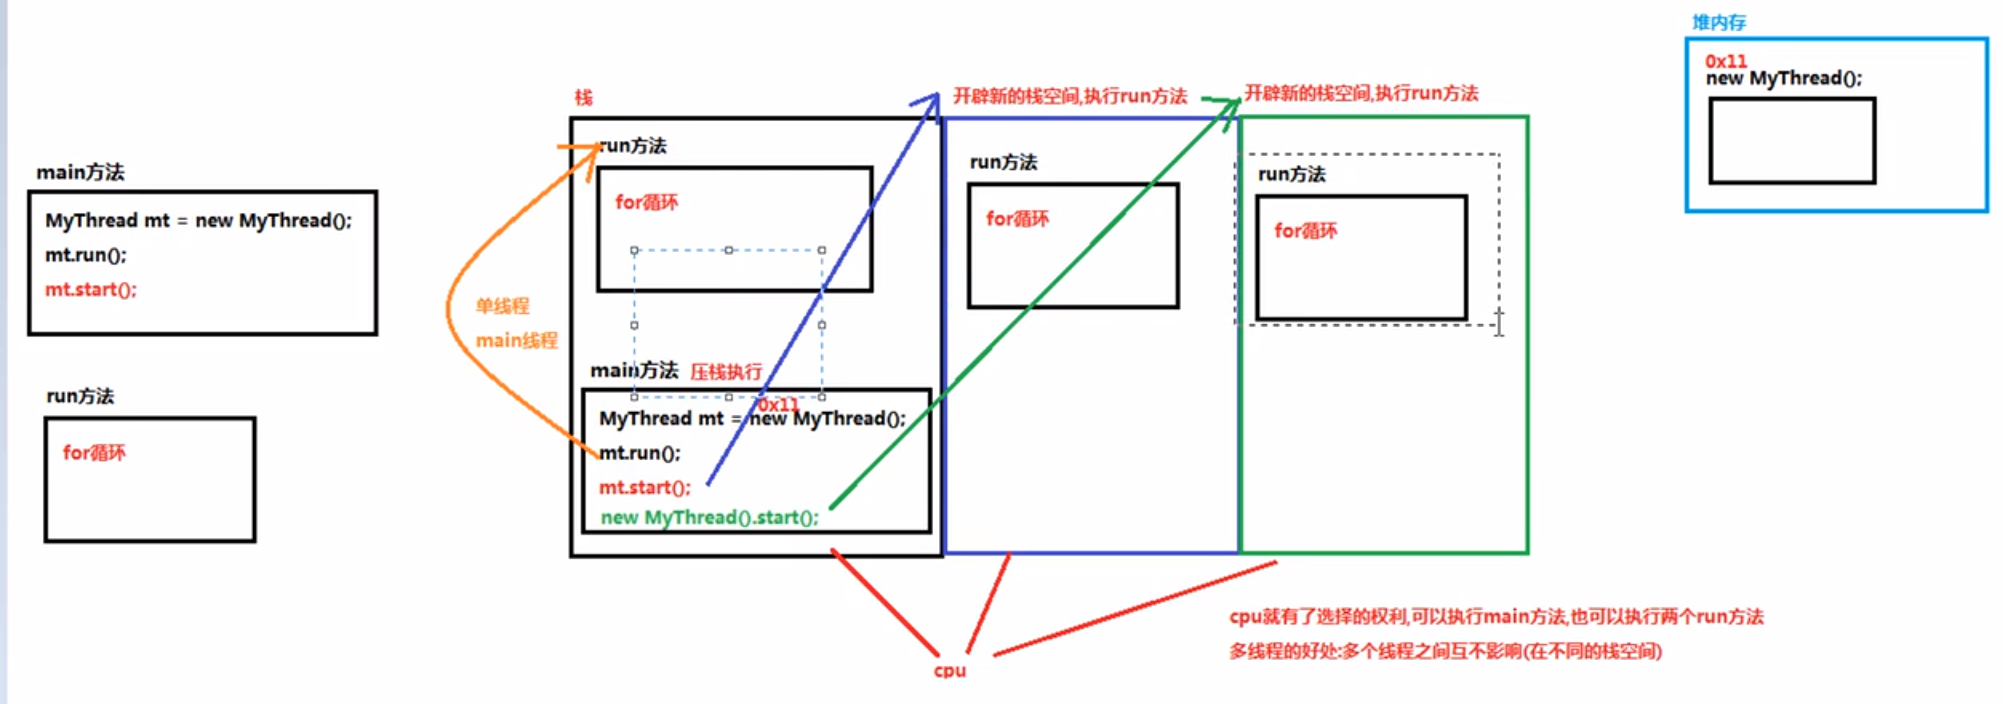 堆内存
0x11
new MyThread();
栈
开辟新的栈空间,执行run方法
开辟新的栈空间,执行run方法
main方法
MyThread mt = new MyThread();
mt.run();
mt.start();
run方法
for循环
run方法
for循环
单线程
main线程
main方法 压栈执行
0x11
MyThread mt = new MyThread();
mt.run();
mt.start();
new MyThread().start();
run方法
for循环
run方法
for循环
cpu
cpu就有了选择的权利,可以执行main方法,也可以执行两个run方法
多线程的好处:多个线程之间互不影响(在不同的栈空间)